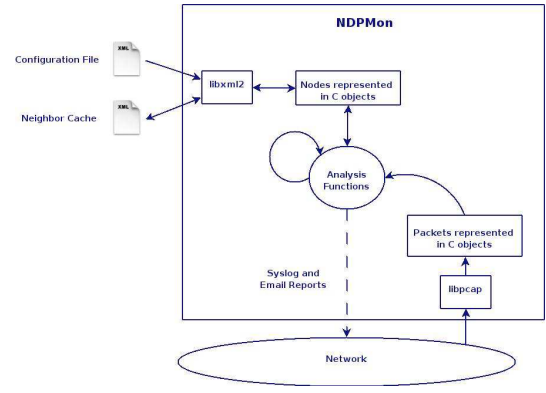 NDPMon
XML
Configuration File
libxml2
Nodes represented
in C objects
XML
Neighbor Cache
Analysis
Functions
Packets represented
in C objects
Syslog and
Email Reports
libpcap
Network